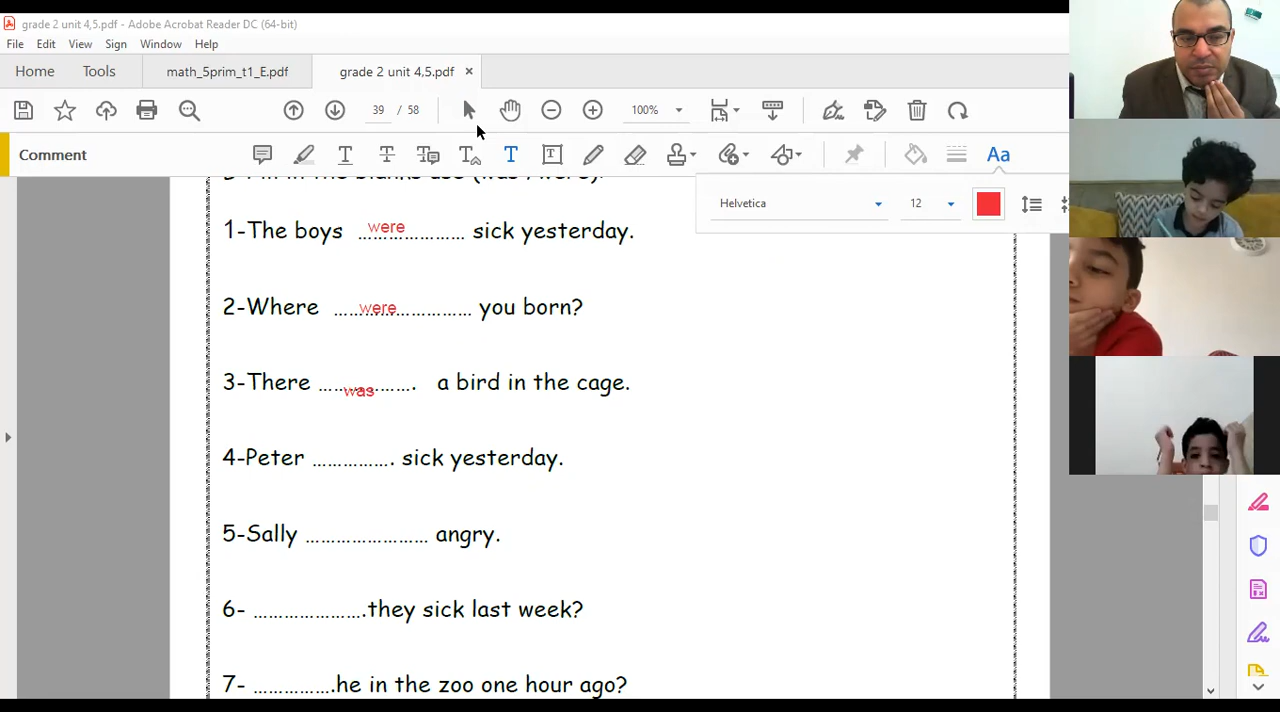 grade 2 unit 4,5.pdf - Adobe Acrobat Reader DC (64-bit)
File Edit View Sign Window Help
Home Tools math_5prim_t1_E.pdf grade 2 unit 4,5.pdf ×
39 / 58 100%
Comment T T T T T Aa
Helvetica 12
1-The boys ....were.... sick yesterday.
2-Where ....were.... you born?
3-There ....was.... a bird in the cage.
4-Peter ............... sick yesterday.
5-Sally ........................ angry.
6- ......................they sick last week?
7- ................he in the zoo one hour ago?